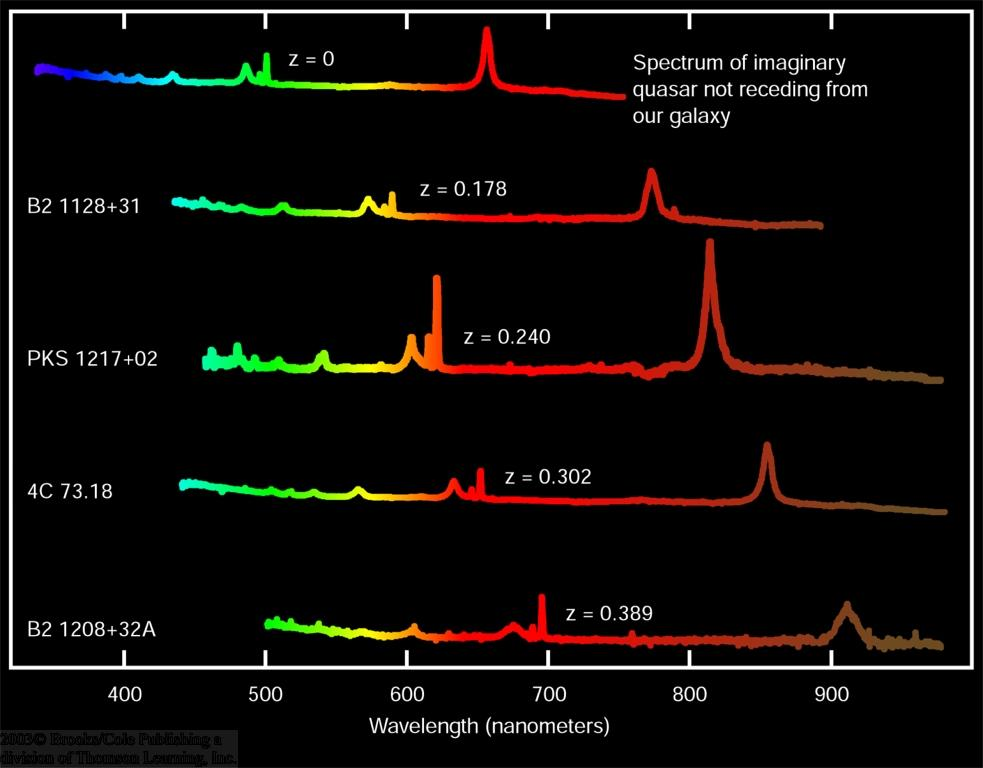 z = 0
Spectrum of imaginary
quasar not receding from
our galaxy
B2 1128+31
z = 0.178
PKS 1217+02
z = 0.240
4C 73.18
z = 0.302
B2 1208+32A
z = 0.389
400 500 600 700 800 900
Wavelength (nanometers)
2003© Brooks/Cole Publishing a
division of Thomson Learning, Inc.